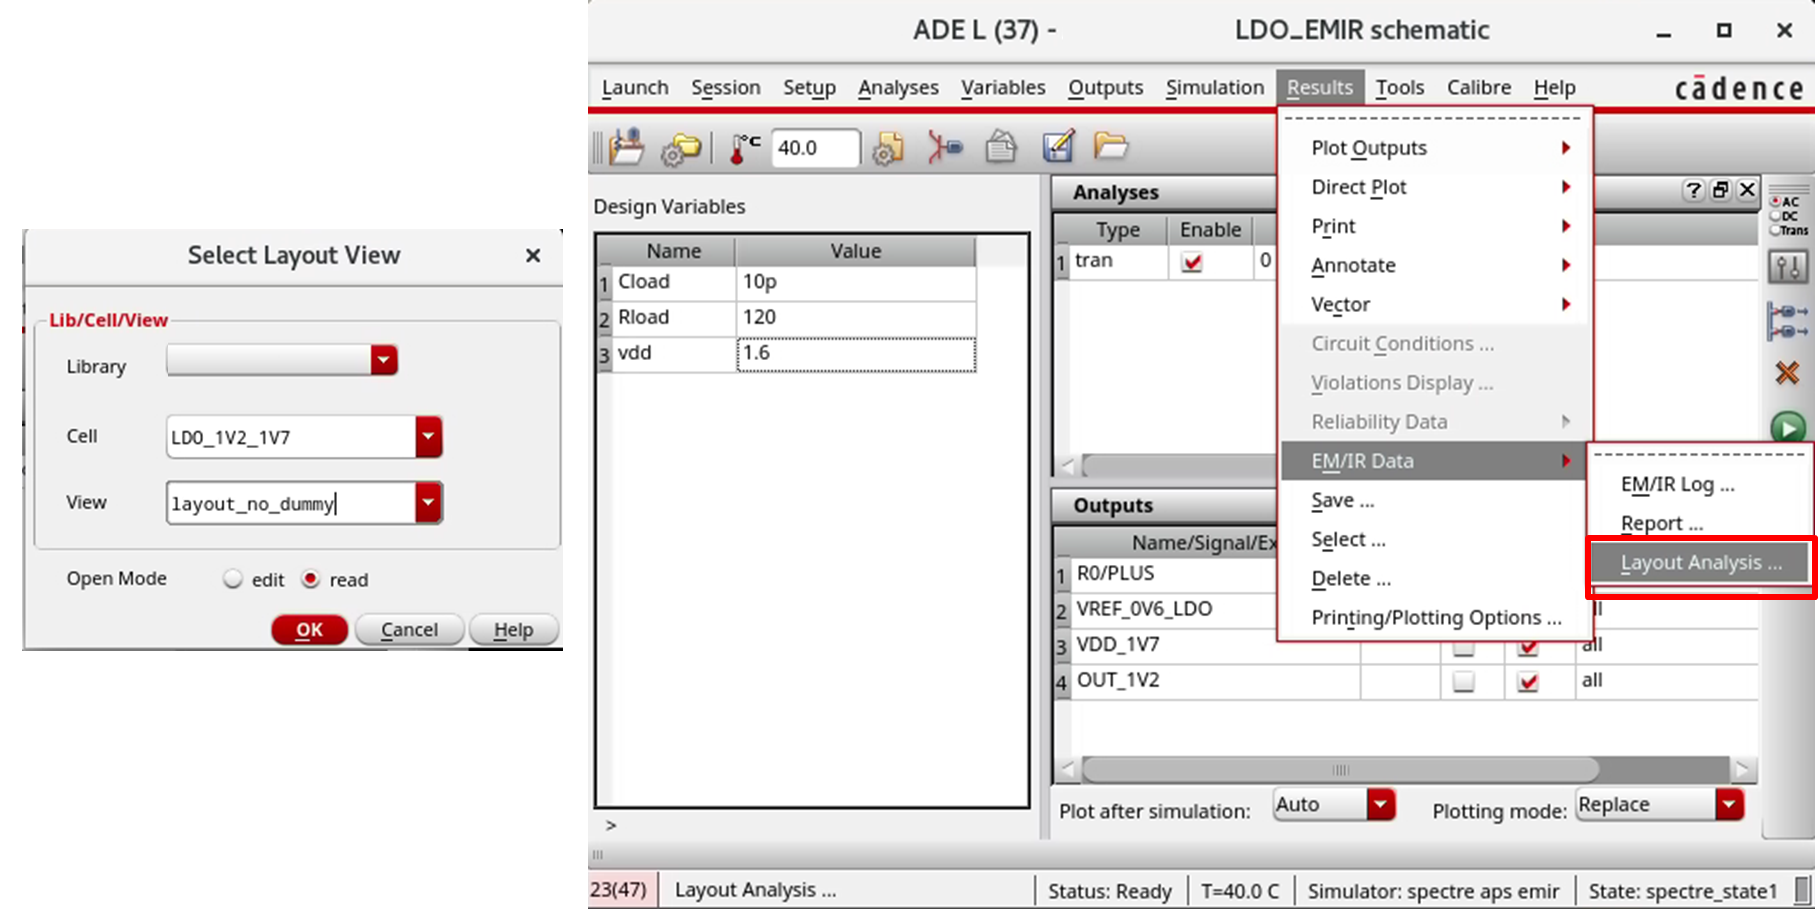 Select Layout View
Lib/Cell/View
Library
Cell LDO_1V2_1V7
View layout_no_dummy
Open Mode edit read
OK Cancel Help
ADE L (37) - LDO_EMIR schematic
Launch Session Setup Analyses Variables Outputs Simulation Results Tools Calibre Help cādence
°C 40.0
Design Variables
Name Value
1 Cload 10p
2 Rload 120
3 vdd 1.6
>
Analyses
Type Enable
1 tran 0
AC
DC
Trans
Plot Outputs
Direct Plot
Print
Annotate
Vector
Circuit Conditions ...
Violations Display ...
Reliability Data
EM/IR Data
Save ...
Select ...
Delete ...
Printing/Plotting Options ...
EM/IR Log ...
Report ...
Layout Analysis ...
Outputs
Name/Signal/Ex
1 R0/PLUS
2 VREF_0V6_LDO ll
3 VDD_1V7 all
4 OUT_1V2 all
Plot after simulation: Auto Plotting mode: Replace
23(47) Layout Analysis ... Status: Ready T=40.0 C Simulator: spectre aps emir State: spectre_state1